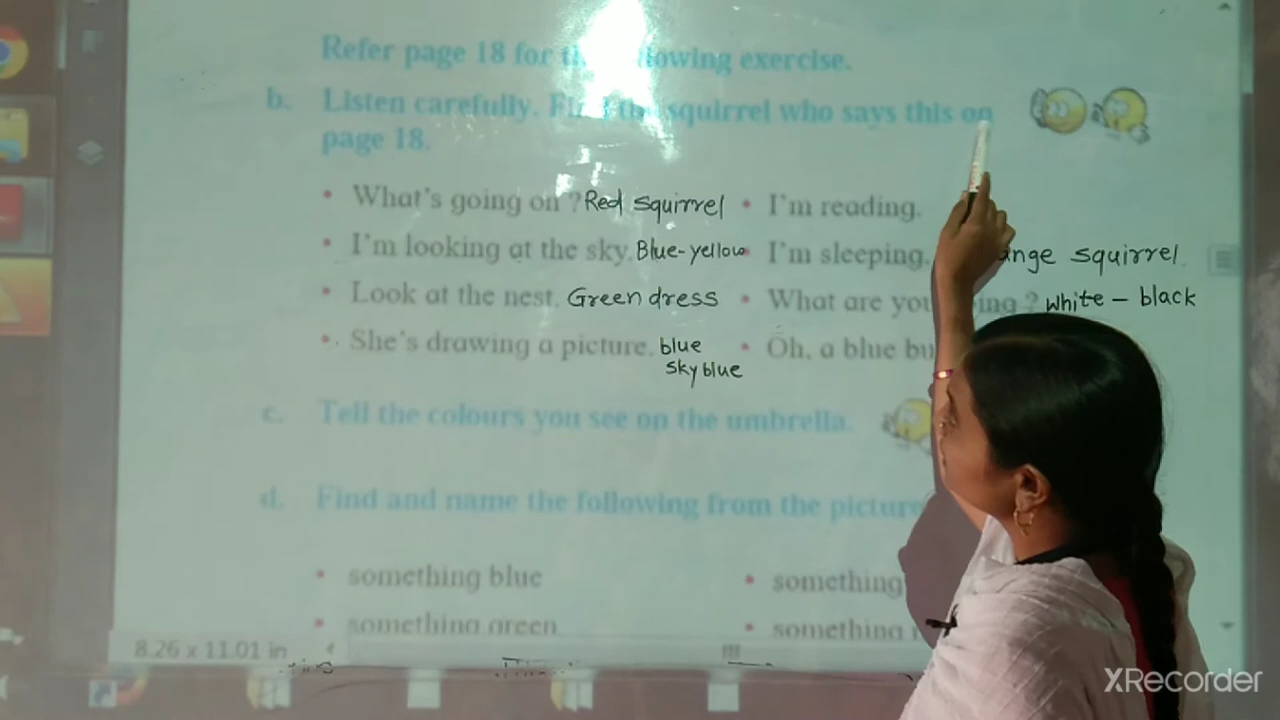 Refer page 18 for the following exercise.
b. Listen carefully. Find the squirrel who says this on
page 18.
• What's going on ? Red squirrel • I'm reading.
• I'm looking at the sky. Blue-yellow • I'm sleeping. squirrel.
• Look at the nest. Green dress • What are you ? white - black
• She's drawing a picture. blue • Oh, a blue
sky blue
c. Tell the colours you see on the umbrella.
d. Find and name the following from the picture
• something blue • something
• something green • something
8.26 x 11.01 in
XRecorder